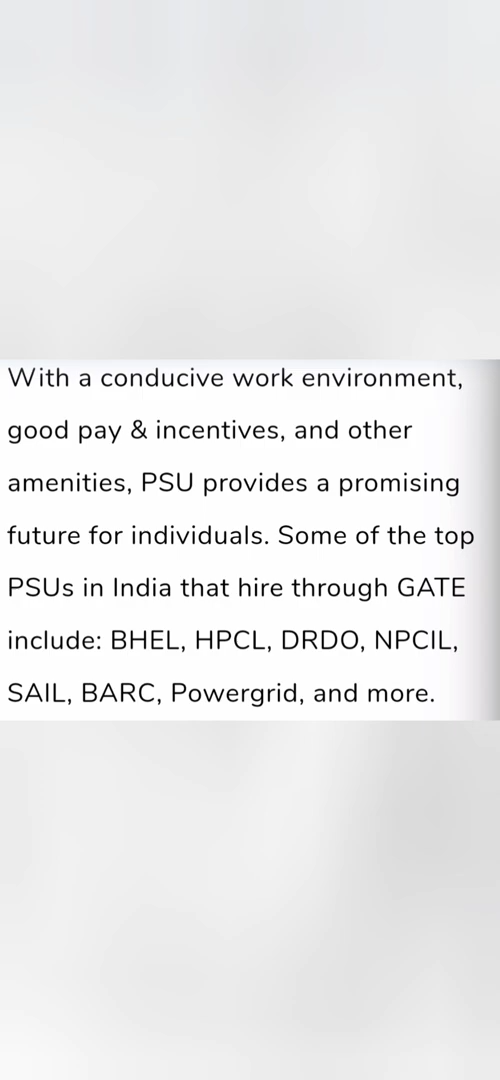 With a conducive work environment,
good pay & incentives, and other
amenities, PSU provides a promising
future for individuals. Some of the top
PSUs in India that hire through GATE
include: BHEL, HPCL, DRDO, NPCIL,
SAIL, BARC, Powergrid, and more.